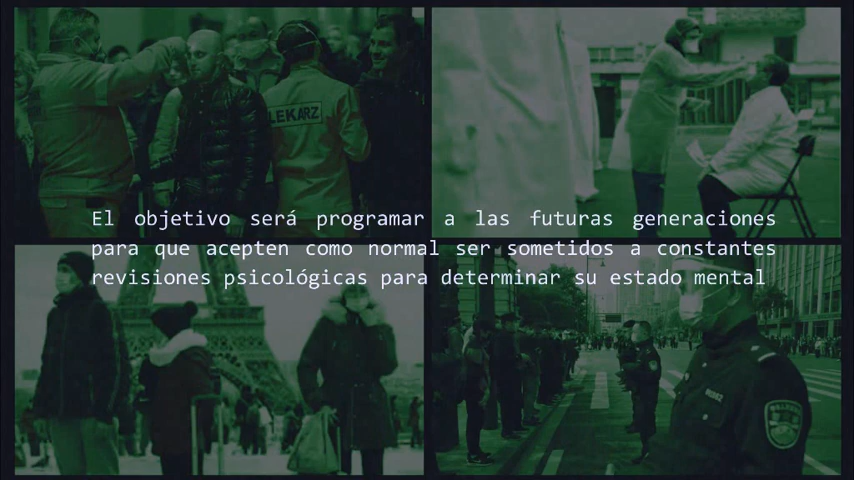 LEKARZ
El objetivo será programar a las futuras generaciones
para que acepten como normal ser sometidos a constantes
revisiones psicológicas para determinar su estado mental